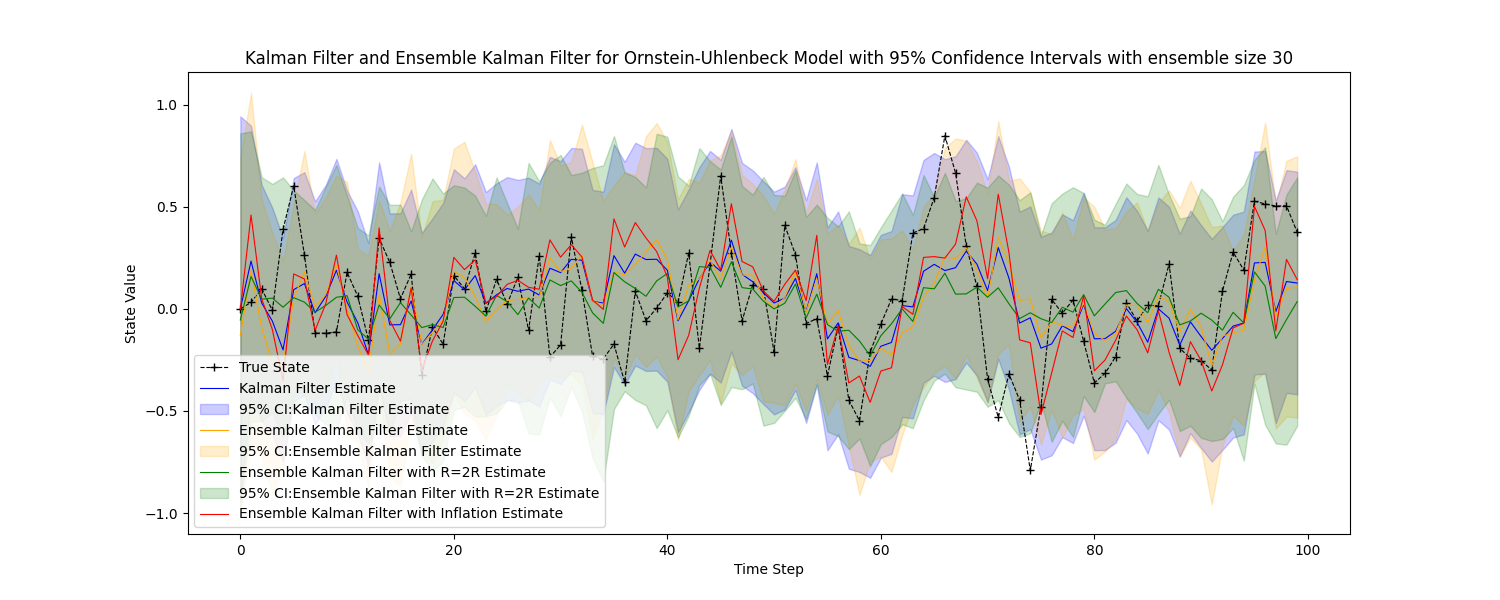 Kalman Filter and Ensemble Kalman Filter for Ornstein-Uhlenbeck Model with 95% Confidence Intervals with ensemble size 30
State Value
1.0
0.5
0.0
−0.5
−1.0
True State
Kalman Filter Estimate
95% CI:Kalman Filter Estimate
Ensemble Kalman Filter Estimate
95% CI:Ensemble Kalman Filter Estimate
Ensemble Kalman Filter with R=2R Estimate
95% CI:Ensemble Kalman Filter with R=2R Estimate
Ensemble Kalman Filter with Inflation Estimate
0 20 40 60 80 100
Time Step